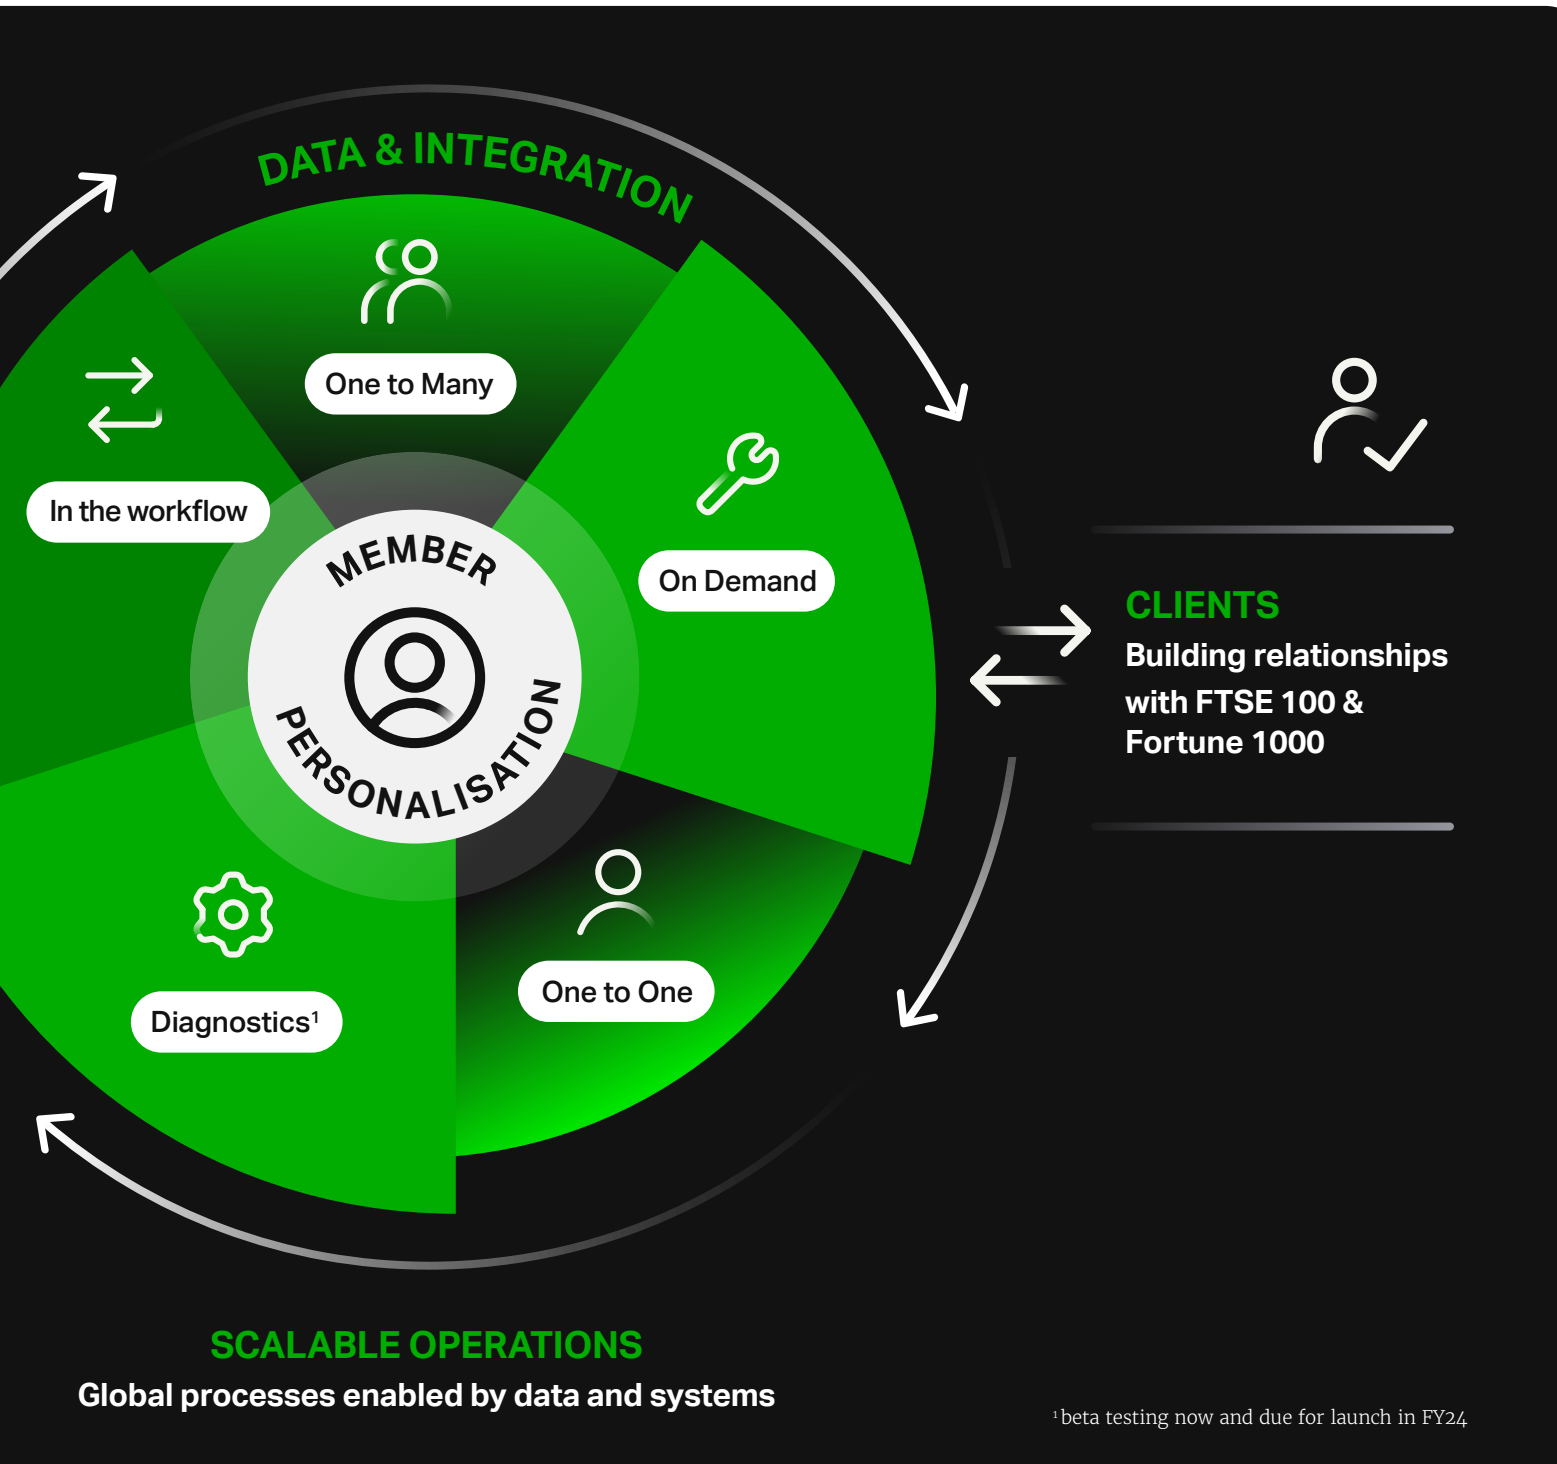 DATA & INTEGRATION
One to Many
In the workflow
On Demand
MEMBER
PERSONALISATION
CLIENTS
Building relationships
with FTSE 100 &
Fortune 1000
One to One
Diagnostics¹
SCALABLE OPERATIONS
Global processes enabled by data and systems
¹ beta testing now and due for launch in FY24